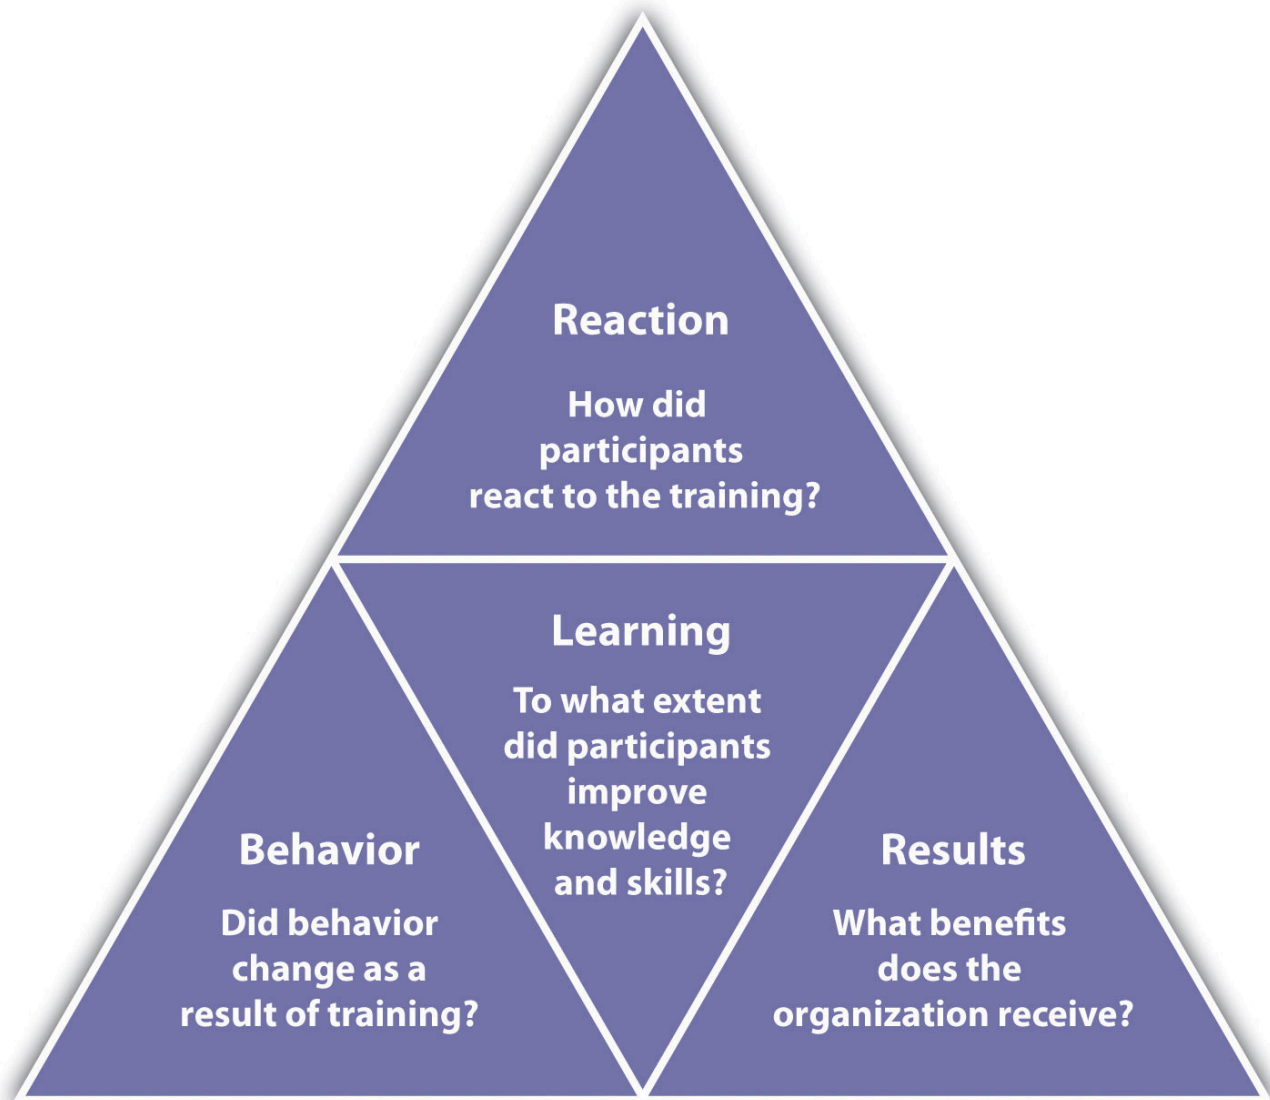 Reaction
How did
participants
react to the training?
Learning
To what extent
did participants
improve
knowledge
and skills?
Behavior
Did behavior
change as a
result of training?
Results
What benefits
does the
organization receive?